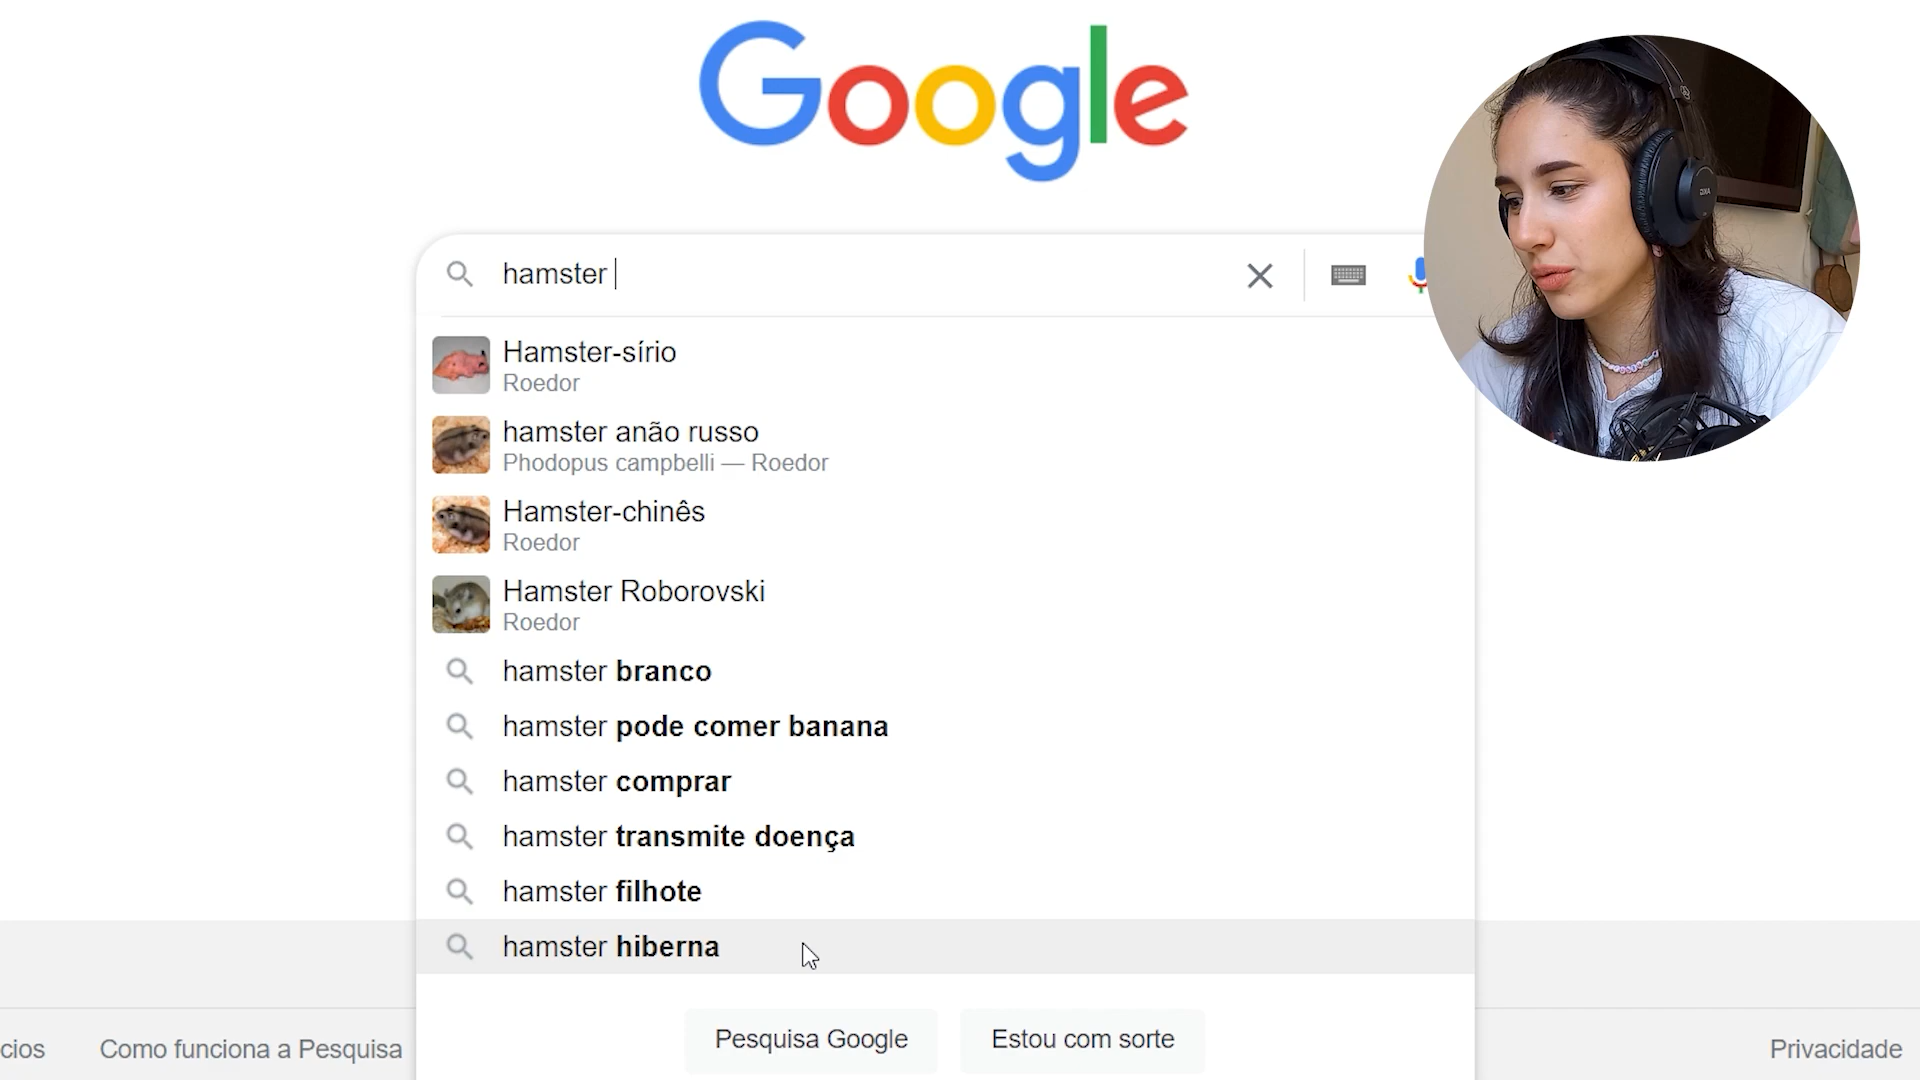 Google
hamster
Hamster-sírio
Roedor
hamster anão russo
Phodopus campbelli — Roedor
Hamster-chinês
Roedor
Hamster Roborovski
Roedor
hamster branco
hamster pode comer banana
hamster comprar
hamster transmite doença
hamster filhote
hamster hiberna
Pesquisa Google
Estou com sorte
cios
Como funciona a Pesquisa
Privacidade